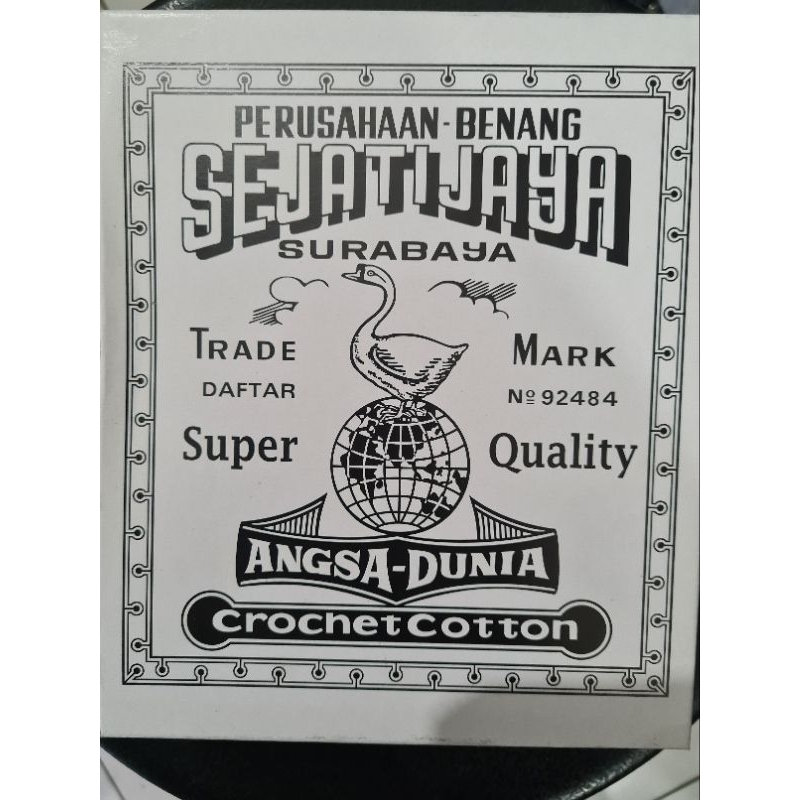 PERUSAHAAN-BENANG
SEJATIJAYA
SURABAYA
TRADE MARK
DAFTAR Nº 92484
Super Quality
ANGSA-DUNIA
Crochet Cotton